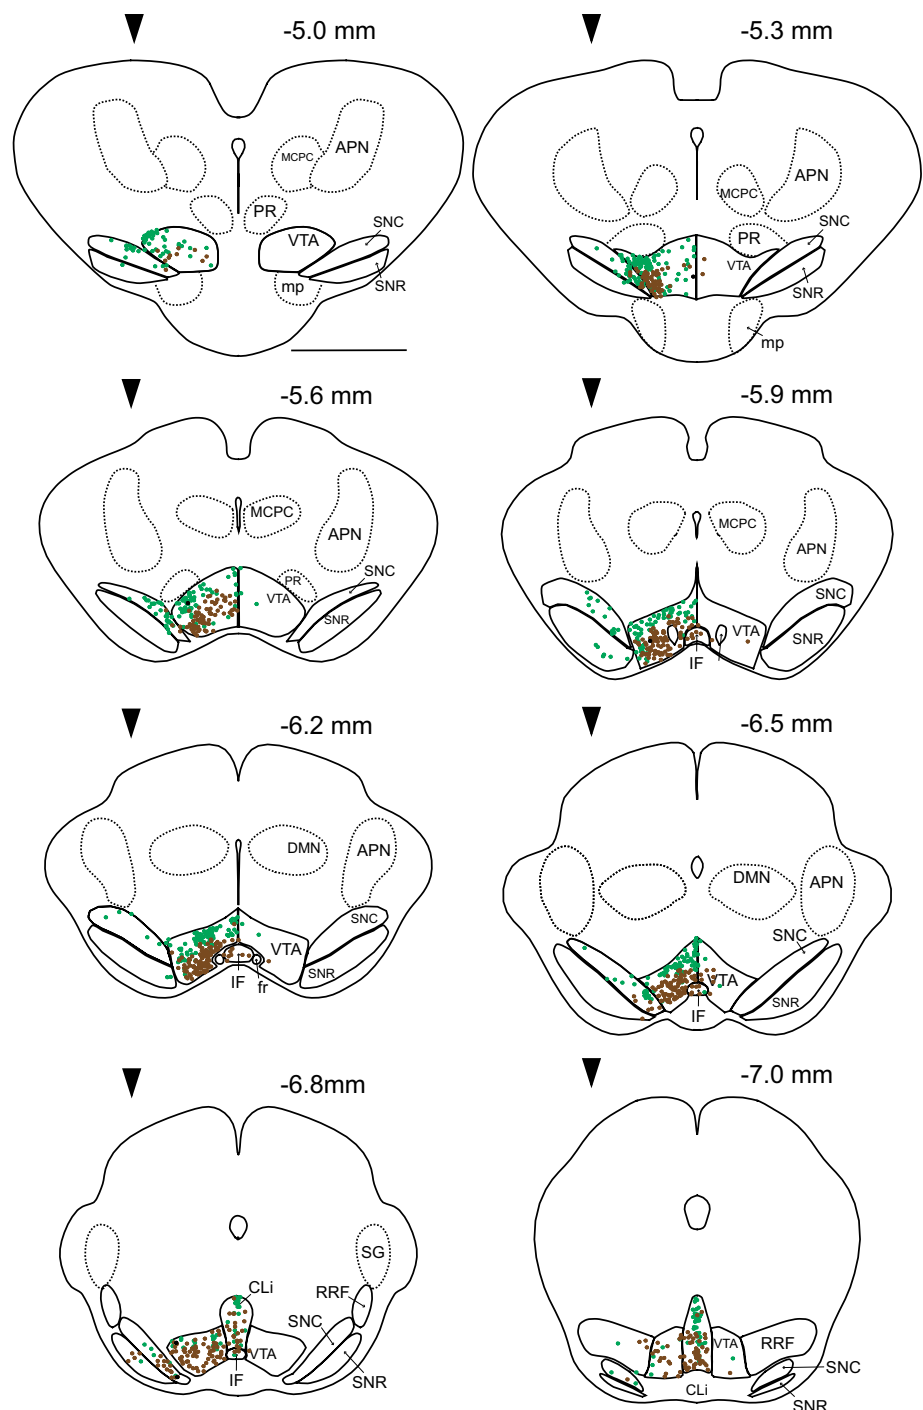 -5.0 mm
MCPC
APN
PR
SNC
VTA
mp
SNR
-5.3 mm
APN
MCPC
SNC
PR
VTA
SNR
mp
-5.6 mm
MCPC
APN
SNC
PR
VTA
SNR
-5.9 mm
MCPC
APN
SNC
VTA
SNR
IF
-6.2 mm
DMN
APN
SNC
VTA
SNR
IF
fr
-6.5 mm
DMN
APN
SNC
VTA
SNR
IF
-6.8mm
SG
CLi
RRF
SNC
VTA
IF
SNR
-7.0 mm
VTA
RRF
SNC
CLi
SNR